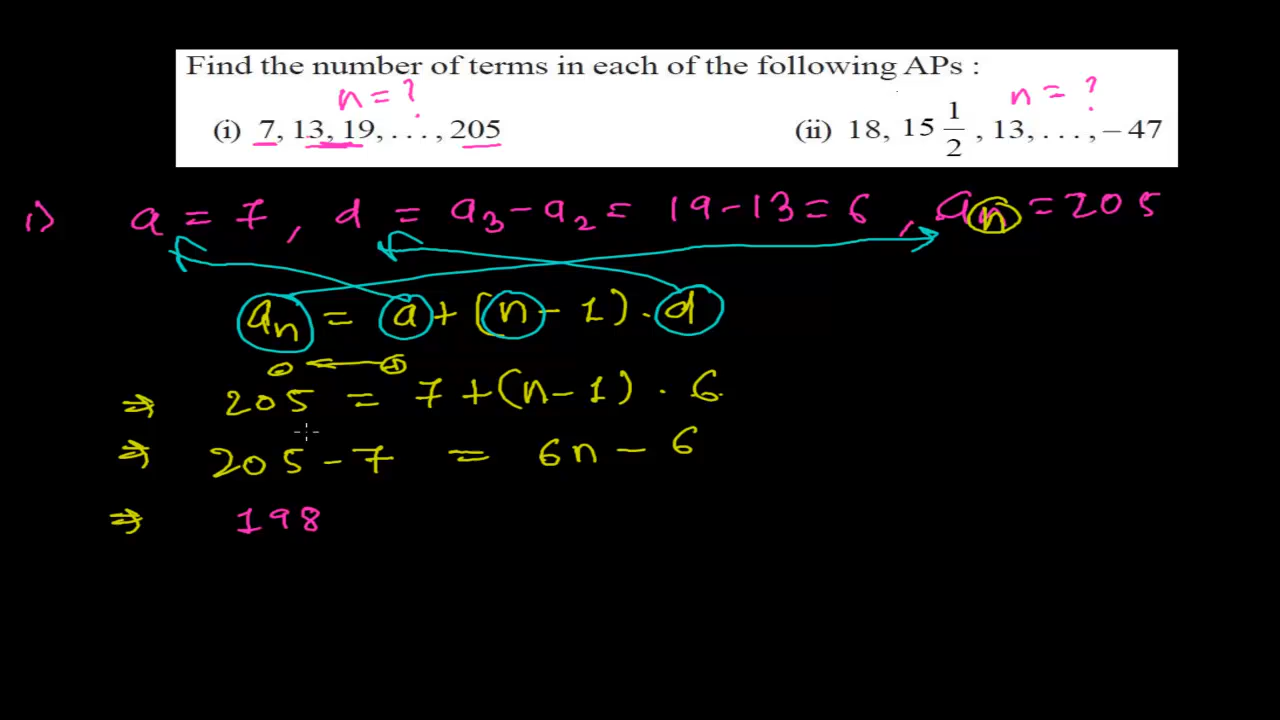 Find the number of terms in each of the following APs :
n = ? n = ?
(i) 7, 13, 19, . . . , 205 (ii) 18, 15 1/2 , 13, . . . , – 47
i) a = 7 , d = a₃ – a₂ = 19 – 13 = 6 , aₙ = 205
aₙ = a + (n – 1) . d
⇒ 205 = 7 + (n – 1) . 6
⇒ 205 – 7 = 6n – 6
⇒ 198